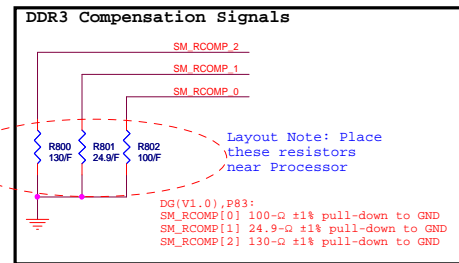 DDR3 Compensation Signals
SM_RCOMP_2
SM_RCOMP_1
SM_RCOMP_0
R800
130/F
R801
24.9/F
R802
100/F
Layout Note: Place
these resistors
near Processor
DG(V1.0),P83:
SM_RCOMP[0] 100-Ω ±1% pull-down to GND
SM_RCOMP[1] 24.9-Ω ±1% pull-down to GND
SM_RCOMP[2] 130-Ω ±1% pull-down to GND